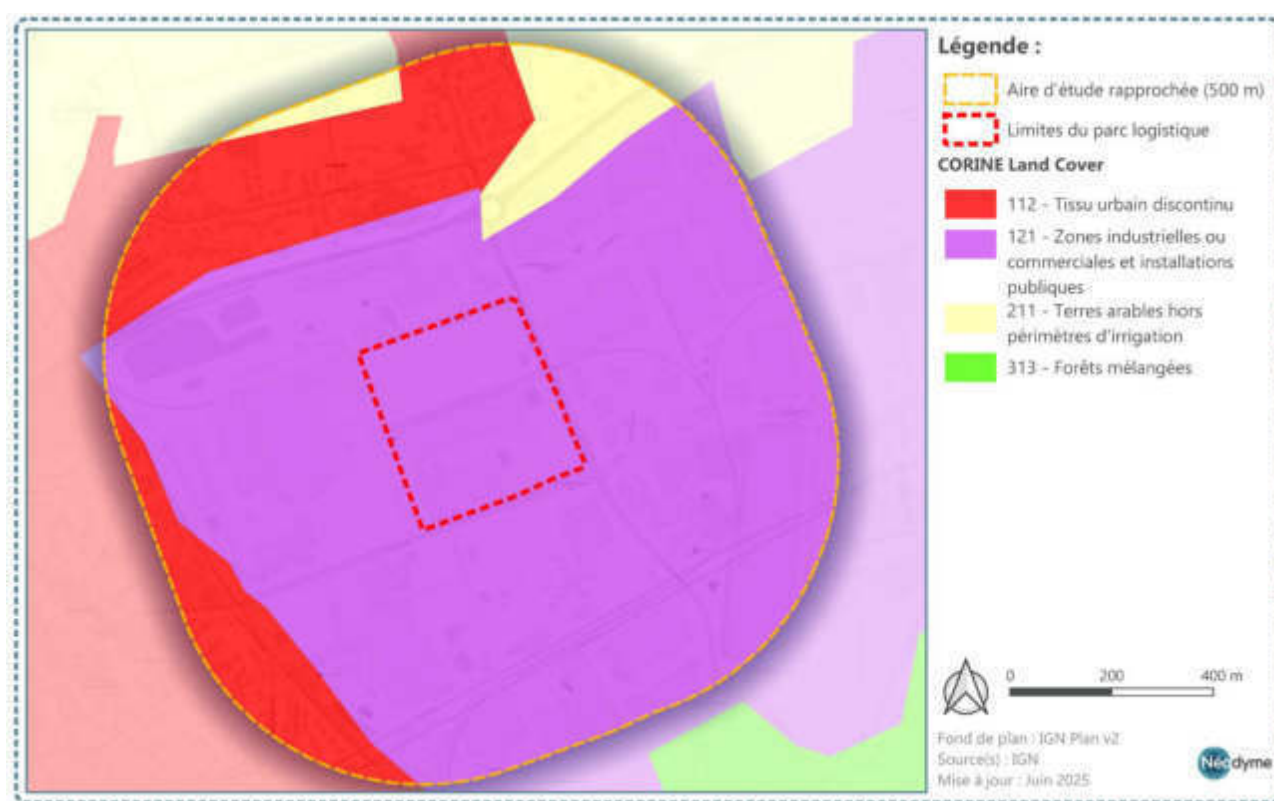 Légende :
Aire d'étude rapprochée (500 m)
Limites du parc logistique
CORINE Land Cover
112 - Tissu urbain discontinu
121 - Zones industrielles ou
commerciales et installations
publiques
211 - Terres arables hors
périmètres d'irrigation
313 - Forêts mélangées
0 200 400 m
Fond de plan : IGN Plan v2
Source(s) : IGN
Mise à jour : Juin 2025
Néodyme